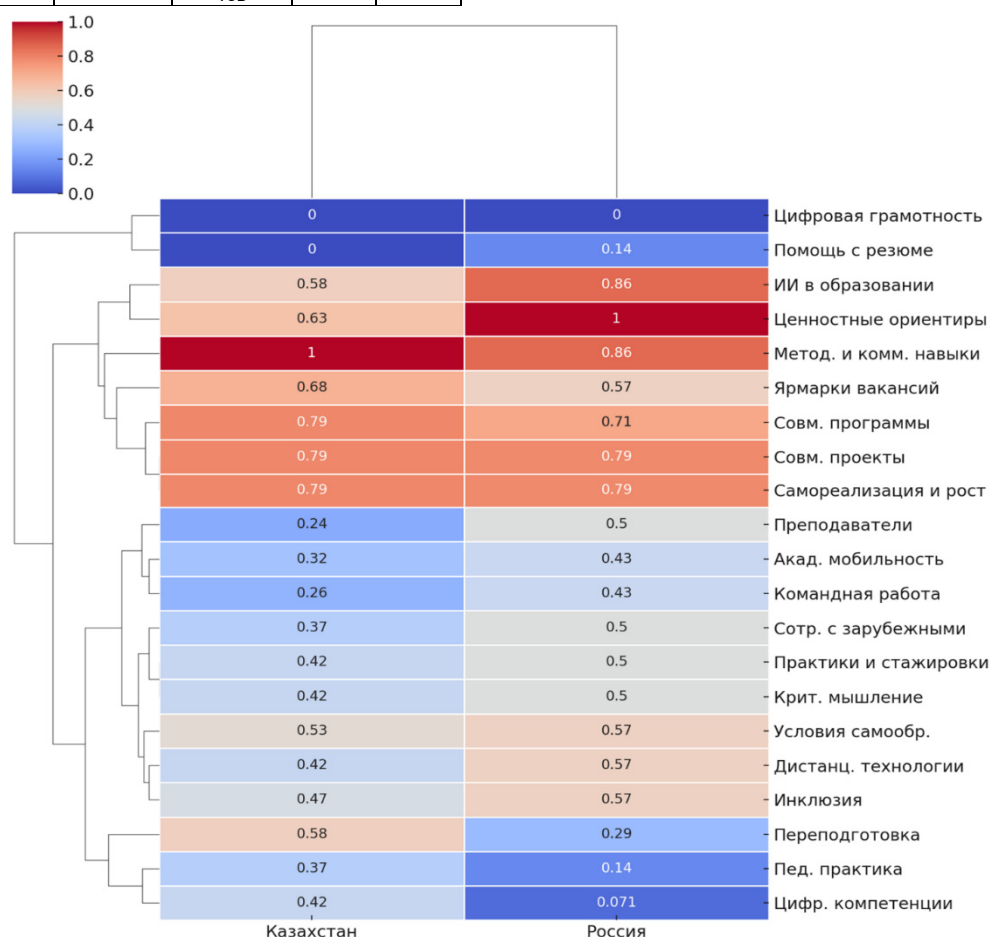 1.0
0.8
0.6
0.4
0.2
0.0
0 0 Цифровая грамотность
0 0.14 Помощь с резюме
0.58 0.86 ИИ в образовании
0.63 1 Ценностные ориентиры
1 0.86 Метод. и комм. навыки
0.68 0.57 Ярмарки вакансий
0.79 0.71 Совм. программы
0.79 0.79 Совм. проекты
0.79 0.79 Самореализация и рост
0.24 0.5 Преподаватели
0.32 0.43 Акад. мобильность
0.26 0.43 Командная работа
0.37 0.5 Сотр. с зарубежными
0.42 0.5 Практики и стажировки
0.42 0.5 Крит. мышление
0.53 0.57 Условия самообр.
0.42 0.57 Дистанц. технологии
0.47 0.57 Инклюзия
0.58 0.29 Переподготовка
0.37 0.14 Пед. практика
0.42 0.071 Цифр. компетенции
Казахстан Россия